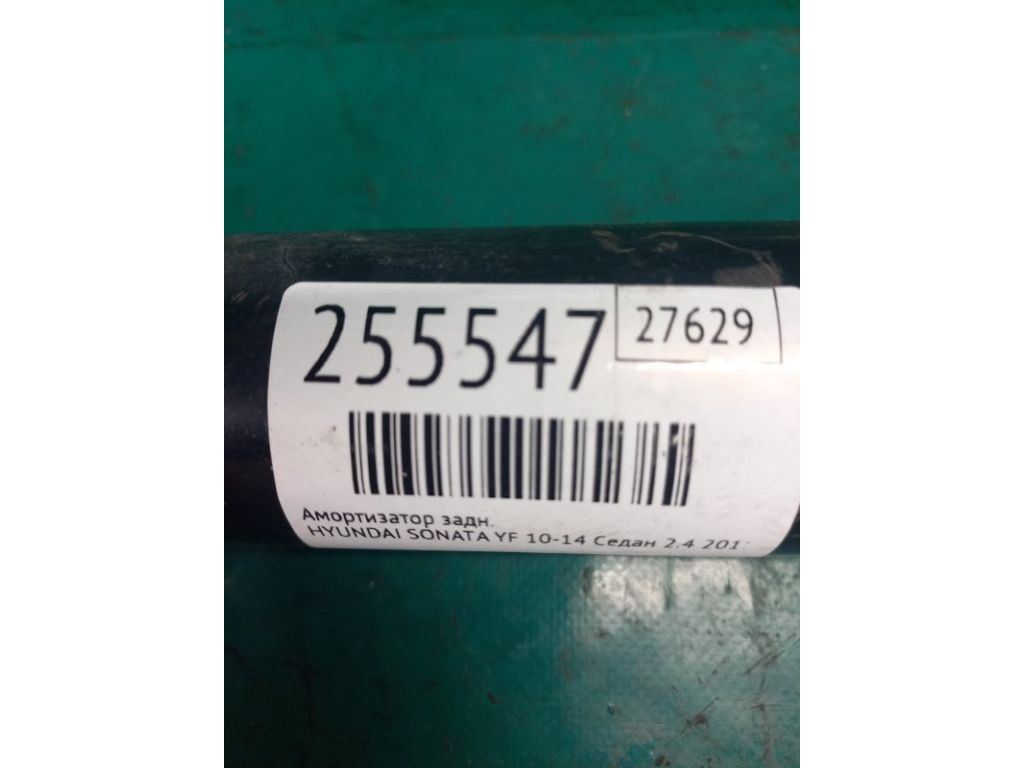 255547
27629
Амортизатор задн.
HYUNDAI SONATA YF 10-14 Седан 2.4